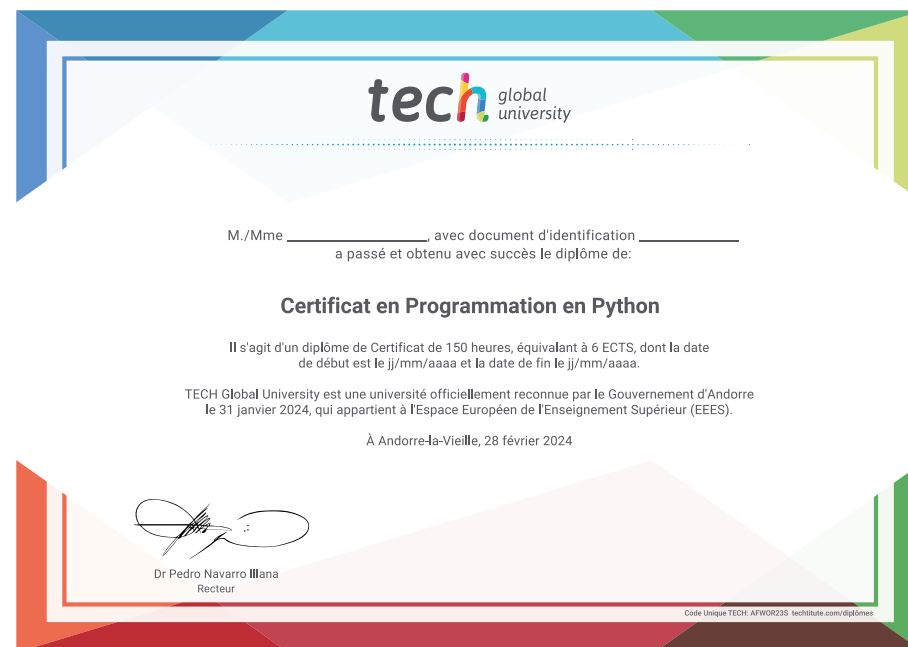 tech global university
M./Mme ____________________, avec document d'identification ______________
a passé et obtenu avec succès le diplôme de:
Certificat en Programmation en Python
Il s'agit d'un diplôme de Certificat de 150 heures, équivalant à 6 ECTS, dont la date
de début est le jj/mm/aaaa et la date de fin le jj/mm/aaaa.
TECH Global University est une université officiellement reconnue par le Gouvernement d'Andorre
le 31 janvier 2024, qui appartient à l'Espace Européen de l'Enseignement Supérieur (EEES).
À Andorre-la-Vieille, 28 février 2024
Dr Pedro Navarro Illana
Recteur
Code Unique TECH: AFWOR23S techtitute.com/diplômes